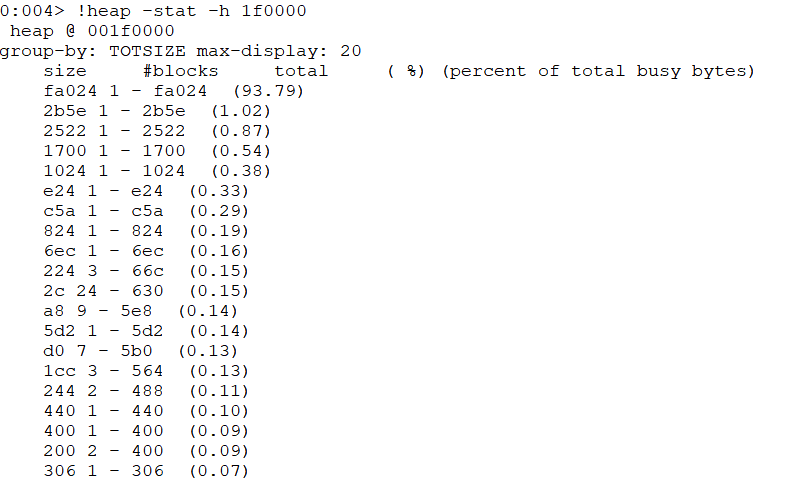 0:004> !heap -stat -h 1f0000
heap @ 001f0000
group-by: TOTSIZE max-display: 20
size #blocks total ( %) (percent of total busy bytes)
fa024 1 - fa024 (93.79)
2b5e 1 - 2b5e (1.02)
2522 1 - 2522 (0.87)
1700 1 - 1700 (0.54)
1024 1 - 1024 (0.38)
e24 1 - e24 (0.33)
c5a 1 - c5a (0.29)
824 1 - 824 (0.19)
6ec 1 - 6ec (0.16)
224 3 - 66c (0.15)
2c 24 - 630 (0.15)
a8 9 - 5e8 (0.14)
5d2 1 - 5d2 (0.14)
d0 7 - 5b0 (0.13)
1cc 3 - 564 (0.13)
244 2 - 488 (0.11)
440 1 - 440 (0.10)
400 1 - 400 (0.09)
200 2 - 400 (0.09)
306 1 - 306 (0.07)